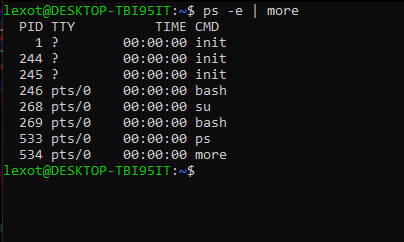 lexot@DESKTOP-TBI95IT:~$ ps -e | more
  PID TTY          TIME CMD
    1 ?        00:00:00 init
  244 ?        00:00:00 init
  245 ?        00:00:00 init
  246 pts/0    00:00:00 bash
  268 pts/0    00:00:00 su
  269 pts/0    00:00:00 bash
  533 pts/0    00:00:00 ps
  534 pts/0    00:00:00 more
lexot@DESKTOP-TBI95IT:~$